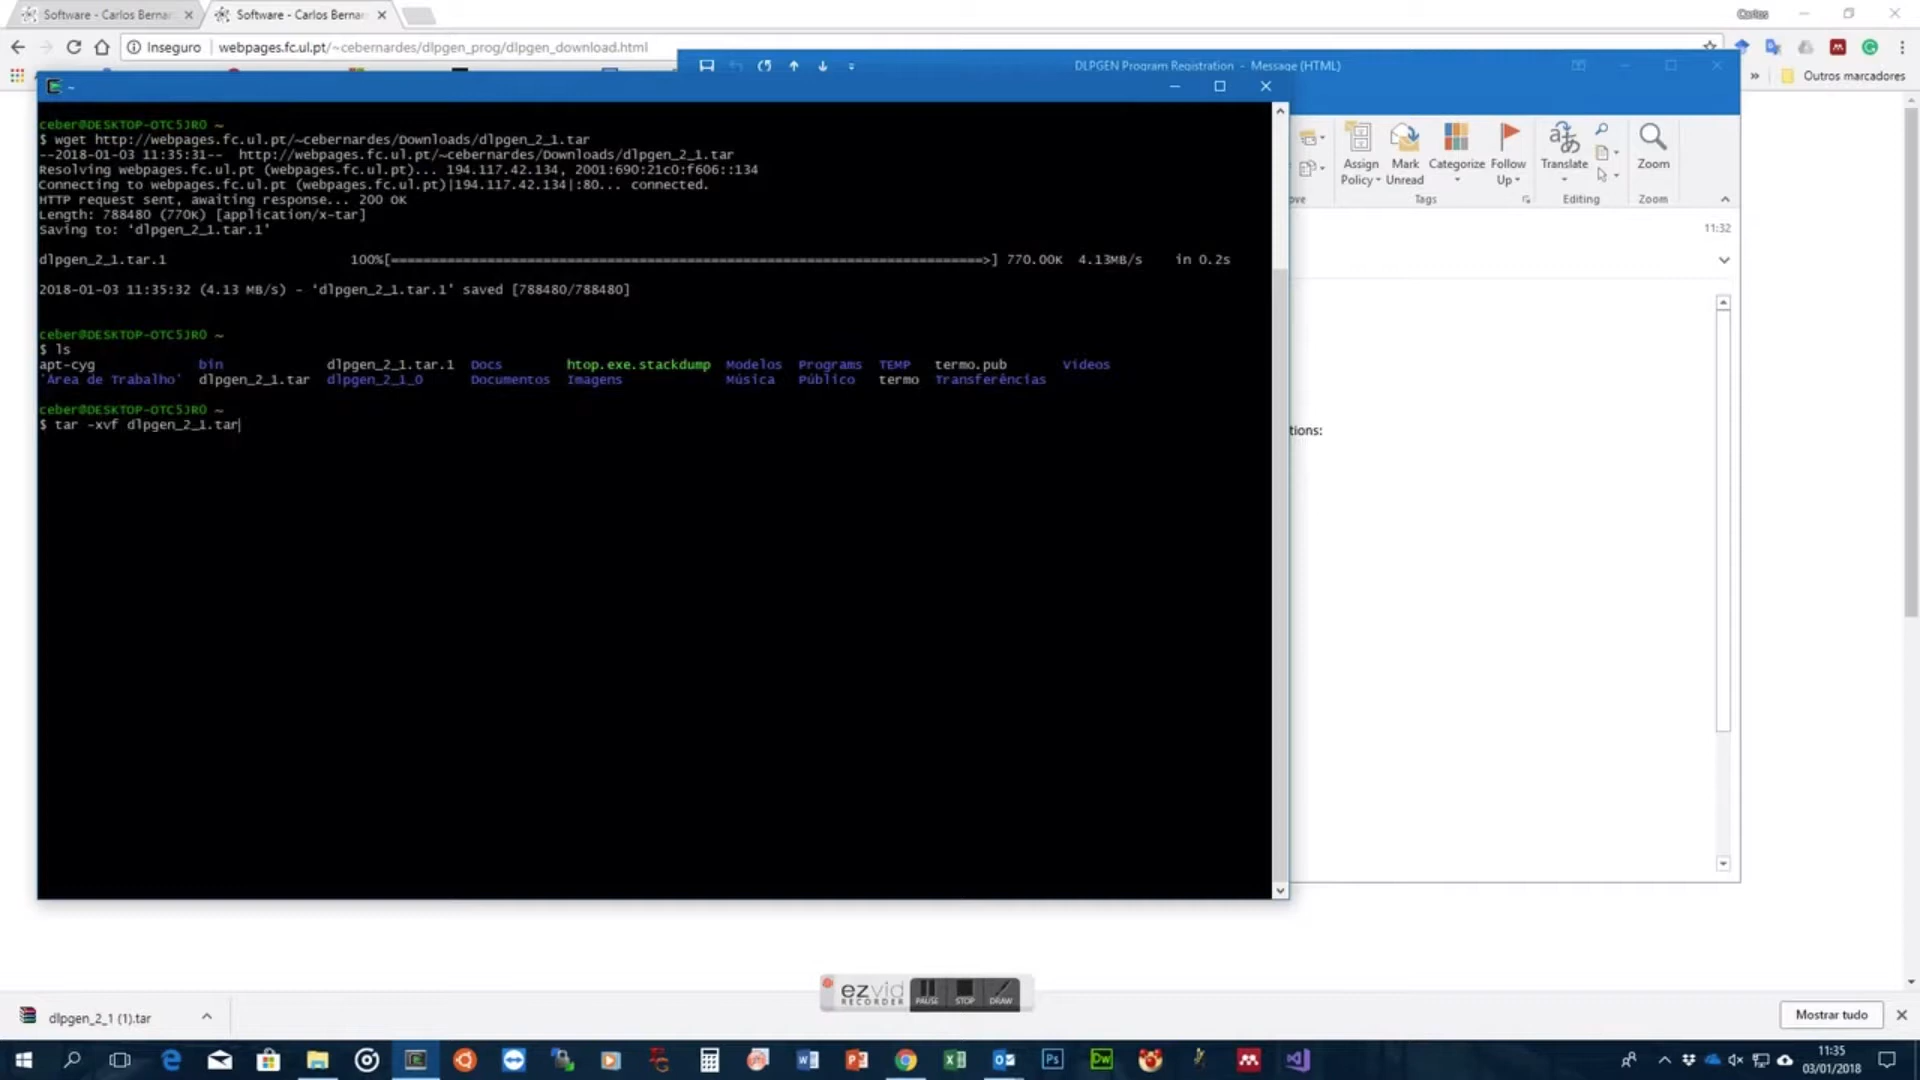 Software - Carlos Bernar
Software - Carlos Bernar
Carlos
Inseguro
webpages.fc.ul.pt/~cebernardes/dlpgen_prog/dlpgen_download.html
Outros marcadores
DLPGEN Program Registration - Message (HTML)
~
ceber@DESKTOP-OTC5JR0 ~
$ wget http://webpages.fc.ul.pt/~cebernardes/Downloads/dlpgen_2_1.tar
--2018-01-03 11:35:31-- http://webpages.fc.ul.pt/~cebernardes/Downloads/dlpgen_2_1.tar
Resolving webpages.fc.ul.pt (webpages.fc.ul.pt)... 194.117.42.134, 2001:690:21c0:f606::134
Connecting to webpages.fc.ul.pt (webpages.fc.ul.pt)|194.117.42.134|:80... connected.
HTTP request sent, awaiting response... 200 OK
Length: 788480 (770K) [application/x-tar]
Saving to: 'dlpgen_2_1.tar.1'
dlpgen_2_1.tar.1 100%[==========================================================================>] 770.00K 4.13MB/s in 0.2s
2018-01-03 11:35:32 (4.13 MB/s) - 'dlpgen_2_1.tar.1' saved [788480/788480]
ceber@DESKTOP-OTC5JR0 ~
$ ls
apt-cyg bin dlpgen_2_1.tar.1 Docs htop.exe.stackdump Modelos Programs TEMP termo.pub Vídeos
'Área de Trabalho' dlpgen_2_1.tar dlpgen_2_1_0 Documentos Imagens Música Público termo Transferências
ceber@DESKTOP-OTC5JR0 ~
$ tar -xvf dlpgen_2_1.tar
Assign Policy
Mark Unread
Categorize
Follow Up
Translate
Zoom
ove
Tags
Editing
Zoom
11:32
tions:
ezvid
RECORDER
PAUSE
STOP
DRAW
dlpgen_2_1 (1).tar
Mostrar tudo
11:35
03/01/2018